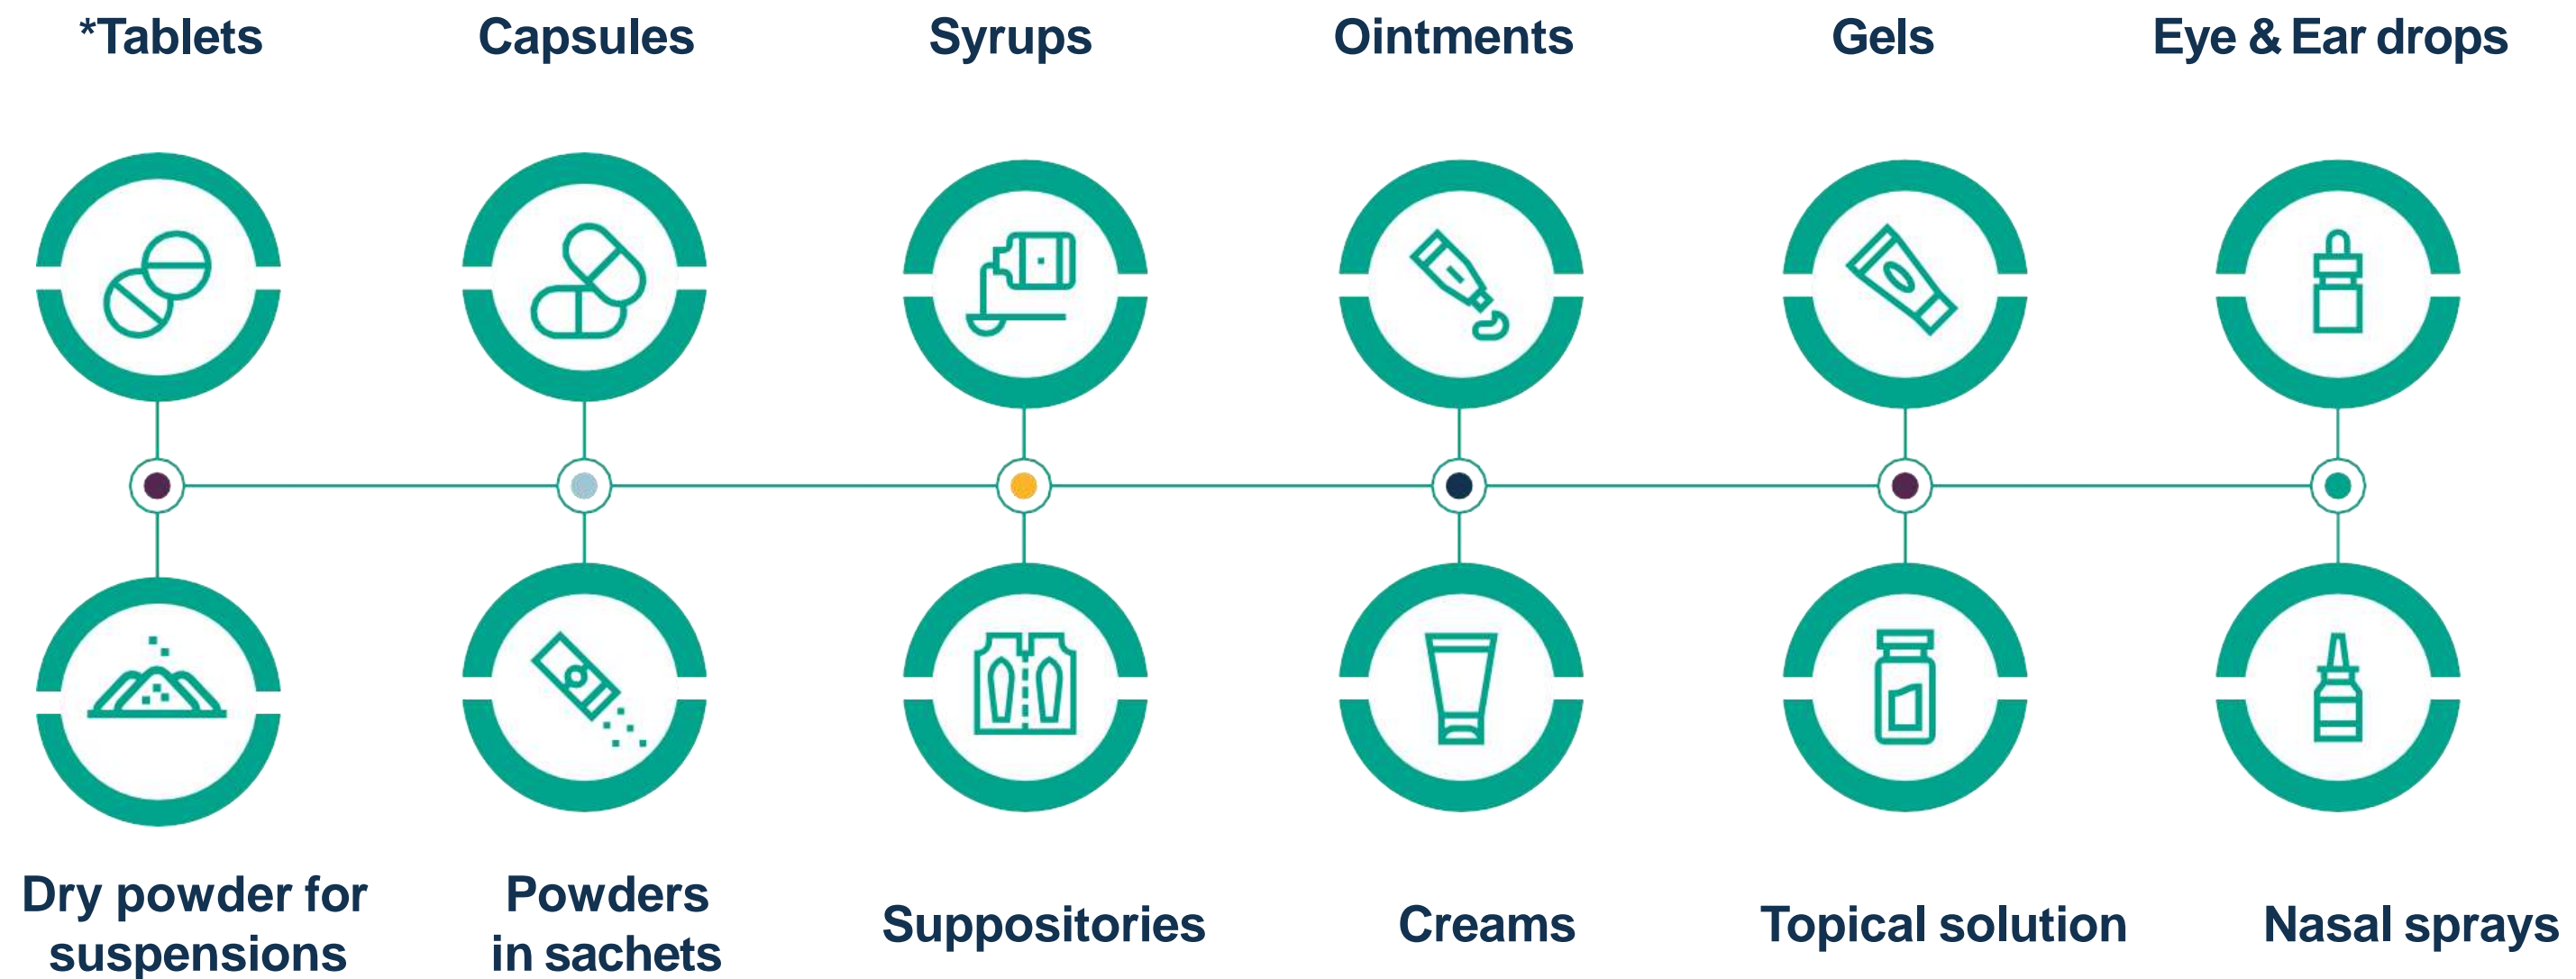 *Tablets
Capsules
Syrups
Ointments
Gels
Eye & Ear drops
Dry powder for
suspensions
Powders
in sachets
Suppositories
Creams
Topical solution
Nasal sprays